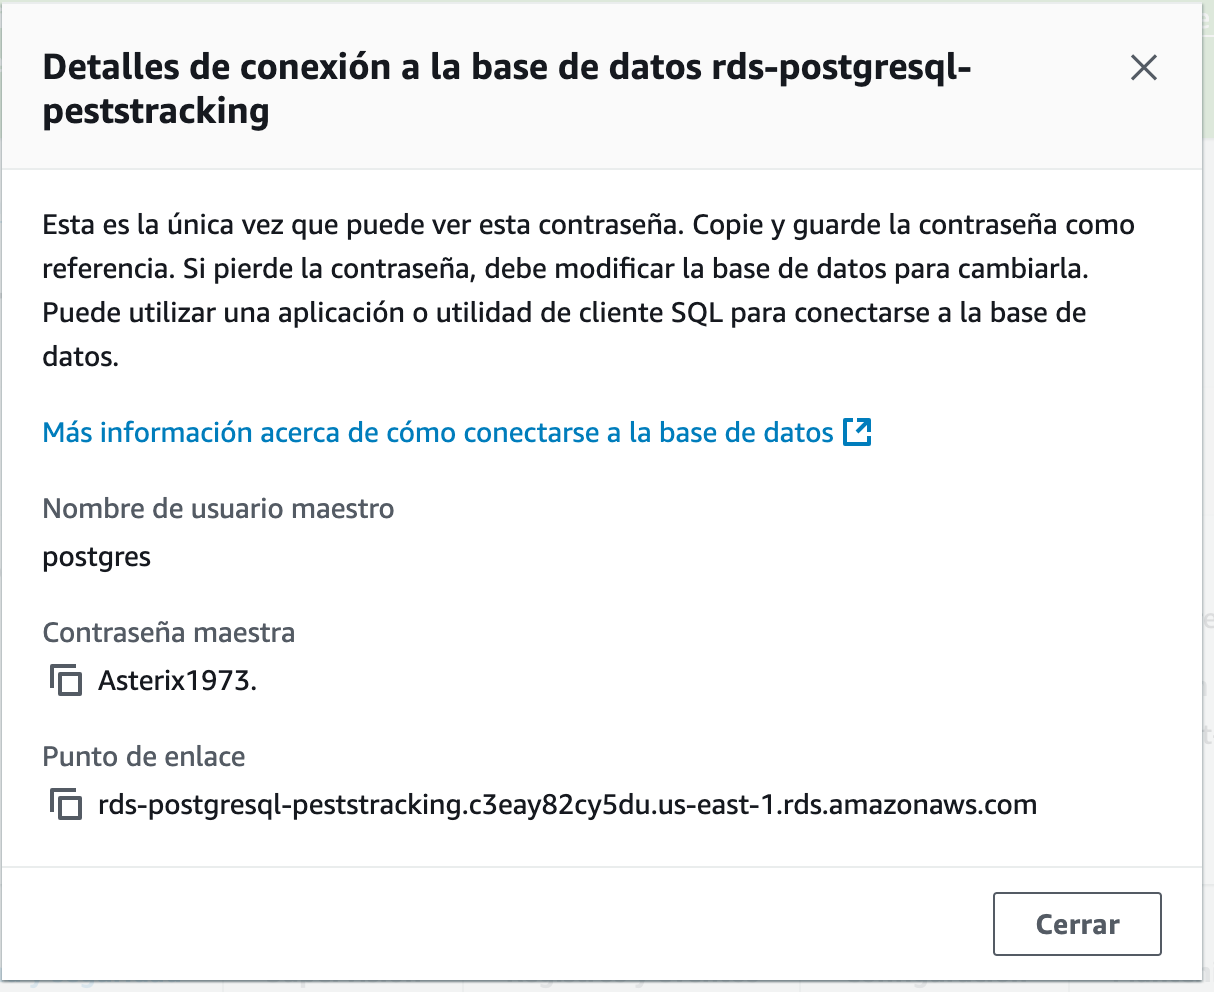 Detalles de conexión a la base de datos rds-postgresql-
peststracking
Esta es la única vez que puede ver esta contraseña. Copie y guarde la contraseña como
referencia. Si pierde la contraseña, debe modificar la base de datos para cambiarla.
Puede utilizar una aplicación o utilidad de cliente SQL para conectarse a la base de
datos.
Más información acerca de cómo conectarse a la base de datos
Nombre de usuario maestro
postgres
Contraseña maestra
Asterix1973.
Punto de enlace
rds-postgresql-peststracking.c3eay82cy5du.us-east-1.rds.amazonaws.com
Cerrar